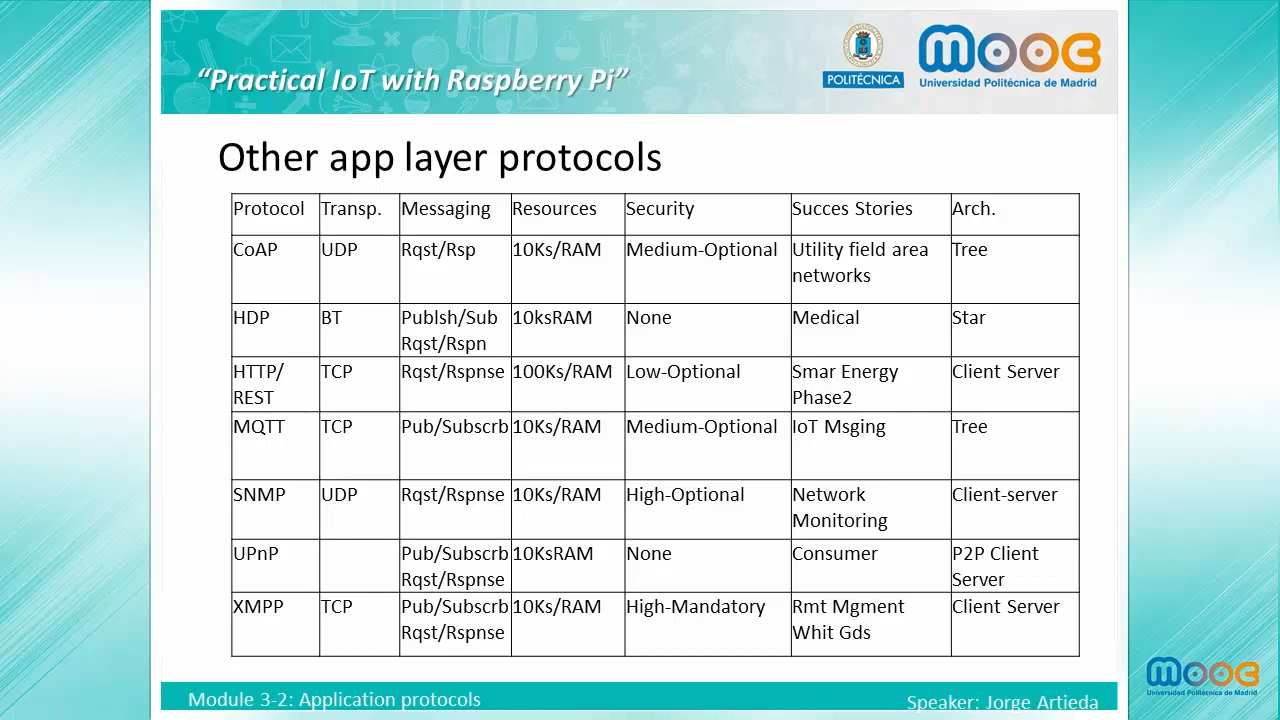 “Practical IoT with Raspberry Pi”
POLITÉCNICA
MOOC
Universidad Politécnica de Madrid
Other app layer protocols
Protocol Transp. Messaging Resources Security Succes Stories Arch.
CoAP UDP Rqst/Rsp 10Ks/RAM Medium-Optional Utility field area Tree
networks
HDP BT Publsh/Sub 10ksRAM None Medical Star
Rqst/Rspn
HTTP/ TCP Rqst/Rspnse 100Ks/RAM Low-Optional Smar Energy Client Server
REST Phase2
MQTT TCP Pub/Subscrb 10Ks/RAM Medium-Optional IoT Msging Tree
SNMP UDP Rqst/Rspnse 10Ks/RAM High-Optional Network Client-server
Monitoring
UPnP Pub/Subscrb 10KsRAM None Consumer P2P Client
Rqst/Rspnse Server
XMPP TCP Pub/Subscrb 10Ks/RAM High-Mandatory Rmt Mgment Client Server
Rqst/Rspnse Whit Gds
Module 3-2: Application protocols
Speaker: Jorge Artieda
MOOC
Universidad Politécnica de Madrid